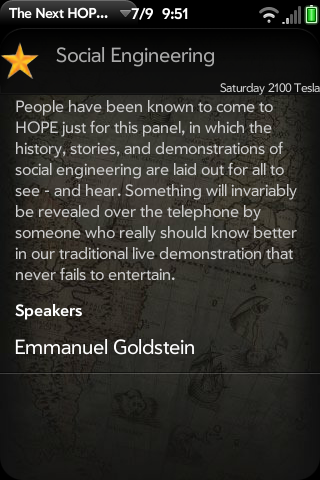 The Next HOP... 7/9 9:51
Social Engineering
Saturday 2100 Tesla
People have been known to come to
HOPE just for this panel, in which the
history, stories, and demonstrations of
social engineering are laid out for all to
see - and hear. Something will invariably
be revealed over the telephone by
someone who really should know better
in our traditional live demonstration that
never fails to entertain.
Speakers
Emmanuel Goldstein